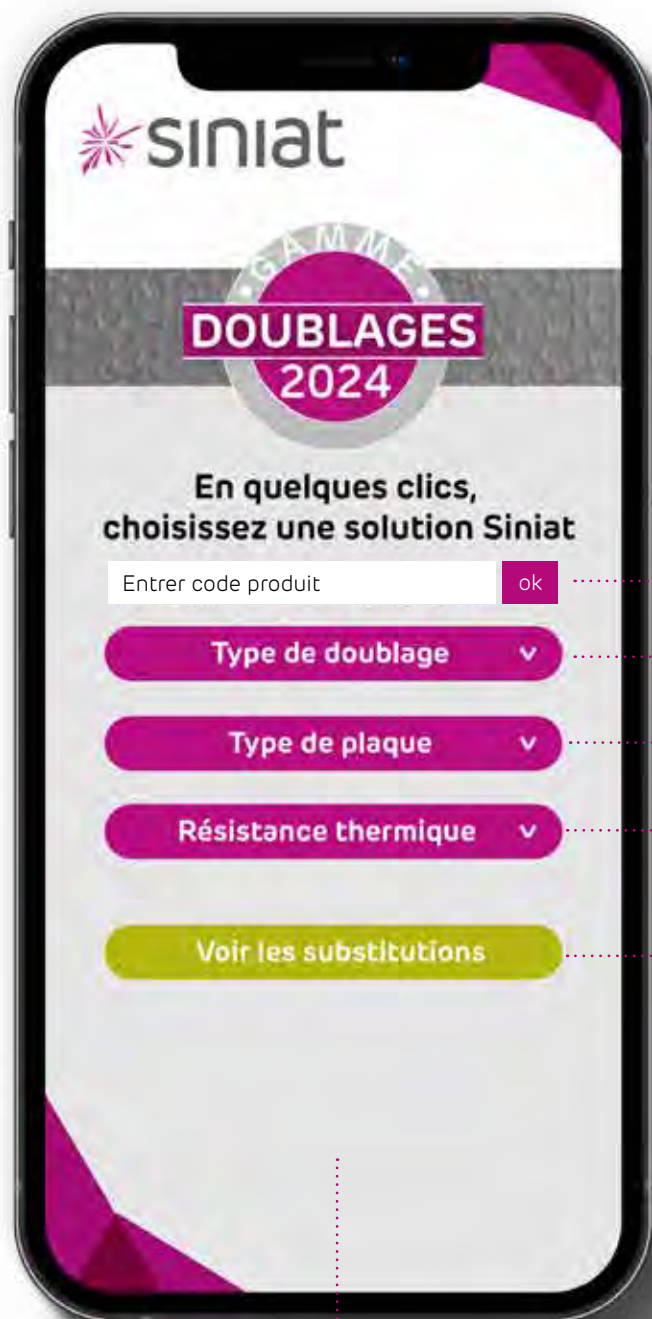 siniat
• GAMME •
DOUBLAGES
2024
En quelques clics,
choisissez une solution Siniat
Entrer code produit ok
Type de doublage
Type de plaque
Résistance thermique
Voir les substitutions